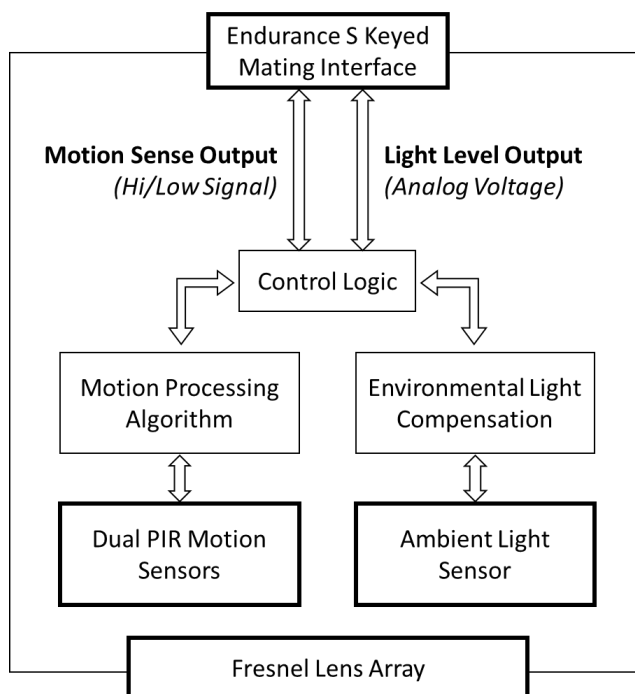 Endurance S Keyed
Mating Interface
Motion Sense Output
(Hi/Low Signal)
Light Level Output
(Analog Voltage)
Control Logic
Motion Processing
Algorithm
Environmental Light
Compensation
Dual PIR Motion
Sensors
Ambient Light
Sensor
Fresnel Lens Array